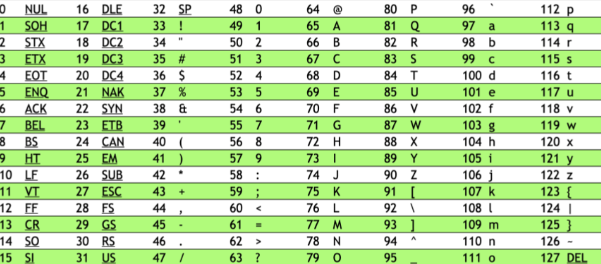 0 NUL 16 DLE 32 SP 48 0 64 @ 80 P 96 ` 112 p
1 SOH 17 DC1 33 ! 49 1 65 A 81 Q 97 a 113 q
2 STX 18 DC2 34 " 50 2 66 B 82 R 98 b 114 r
3 ETX 19 DC3 35 # 51 3 67 C 83 S 99 c 115 s
4 EOT 20 DC4 36 $ 52 4 68 D 84 T 100 d 116 t
5 ENQ 21 NAK 37 % 53 5 69 E 85 U 101 e 117 u
6 ACK 22 SYN 38 & 54 6 70 F 86 V 102 f 118 v
7 BEL 23 ETB 39 ' 55 7 71 G 87 W 103 g 119 w
8 BS 24 CAN 40 ( 56 8 72 H 88 X 104 h 120 x
9 HT 25 EM 41 ) 57 9 73 I 89 Y 105 i 121 y
10 LF 26 SUB 42 * 58 : 74 J 90 Z 106 j 122 z
11 VT 27 ESC 43 + 59 ; 75 K 91 [ 107 k 123 {
12 FF 28 FS 44 , 60 < 76 L 92 \ 108 l 124 |
13 CR 29 GS 45 - 61 = 77 M 93 ] 109 m 125 }
14 SO 30 RS 46 . 62 > 78 N 94 ^ 110 n 126 ~
15 SI 31 US 47 / 63 ? 79 O 95 _ 111 o 127 DEL